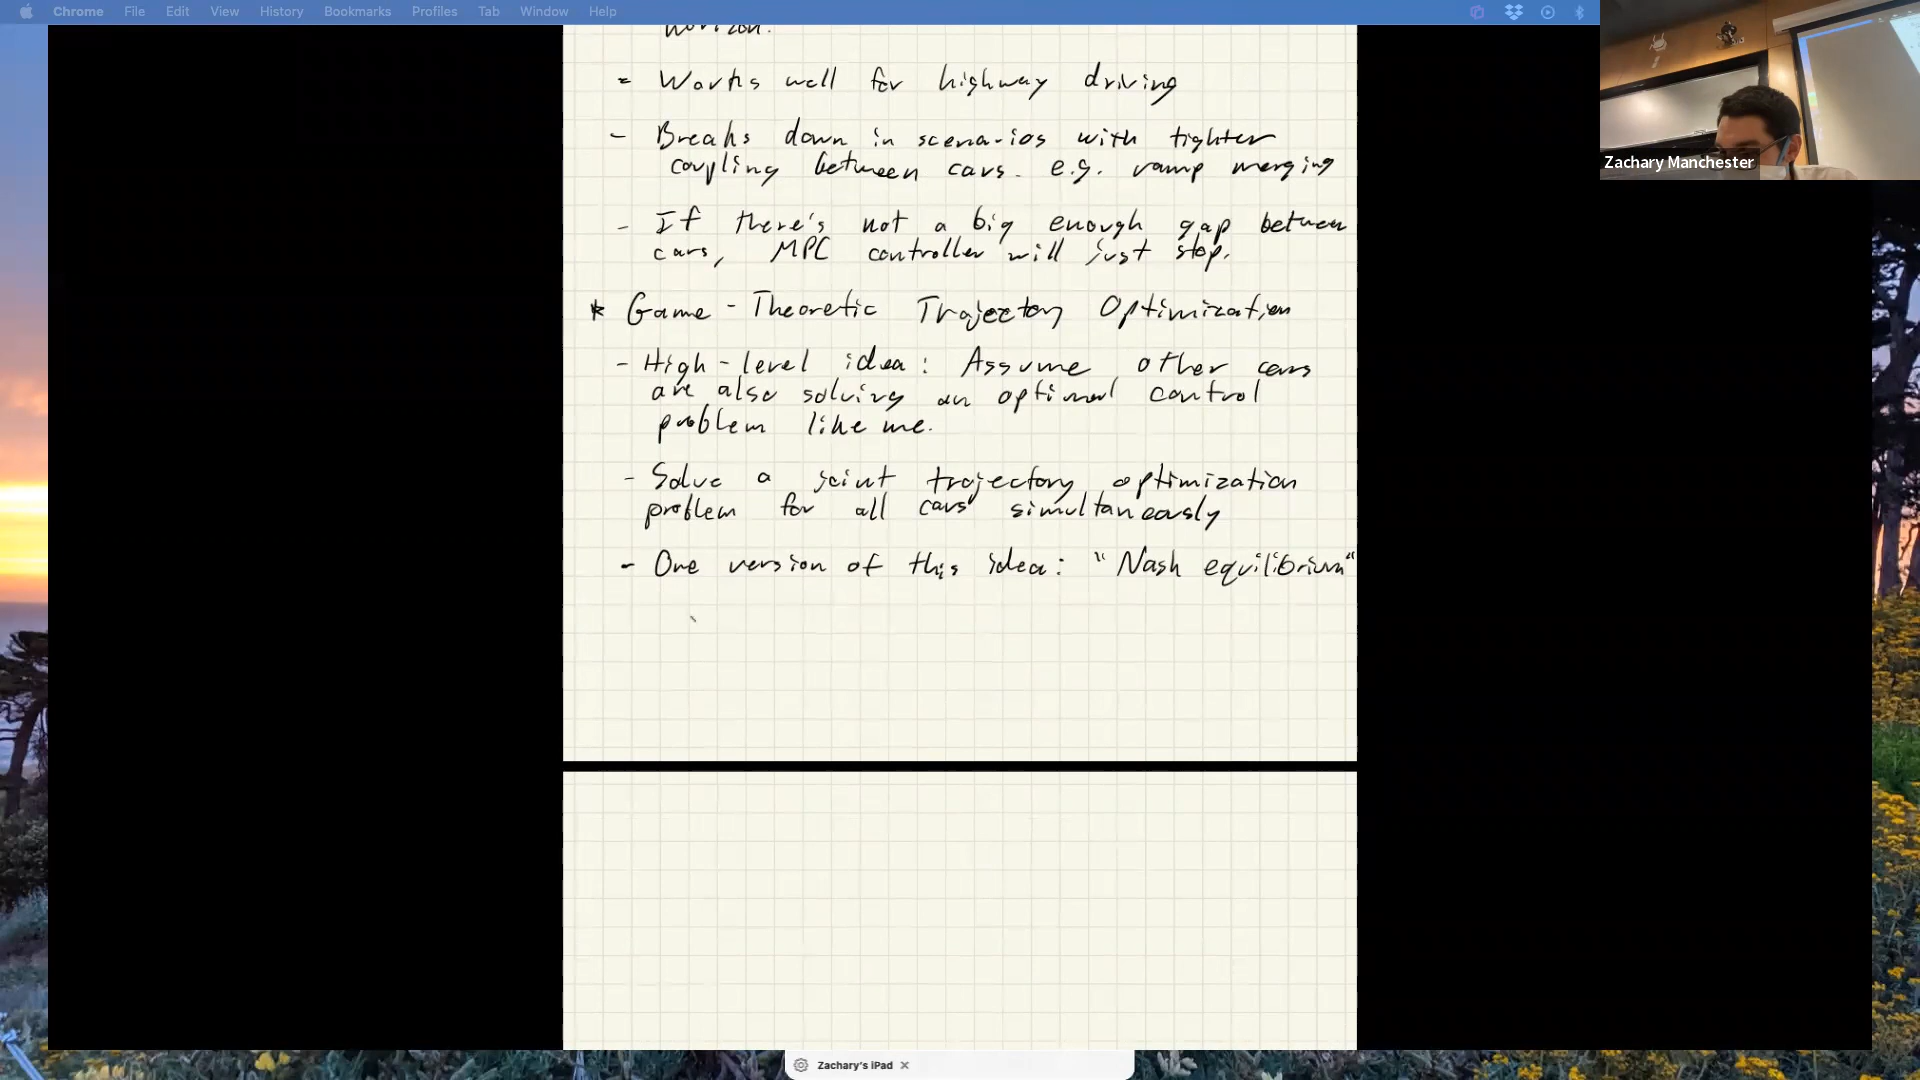 Chrome File Edit View History Bookmarks Profiles Tab Window Help
Zachary Manchester
horizon.
- Works well for highway driving
- Breaks down in scenarios with tighter
coupling between cars. e.g. ramp merging
- If there's not a big enough gap between
cars, MPC controller will just stop.
* Game-Theoretic Trajectory Optimization
- High-level idea: Assume other cars
are also solving an optimal control
problem like me.
- Solve a joint trajectory optimization
problem for all cars simultaneously
- One version of this idea: "Nash equilibrium"
Zachary's iPad